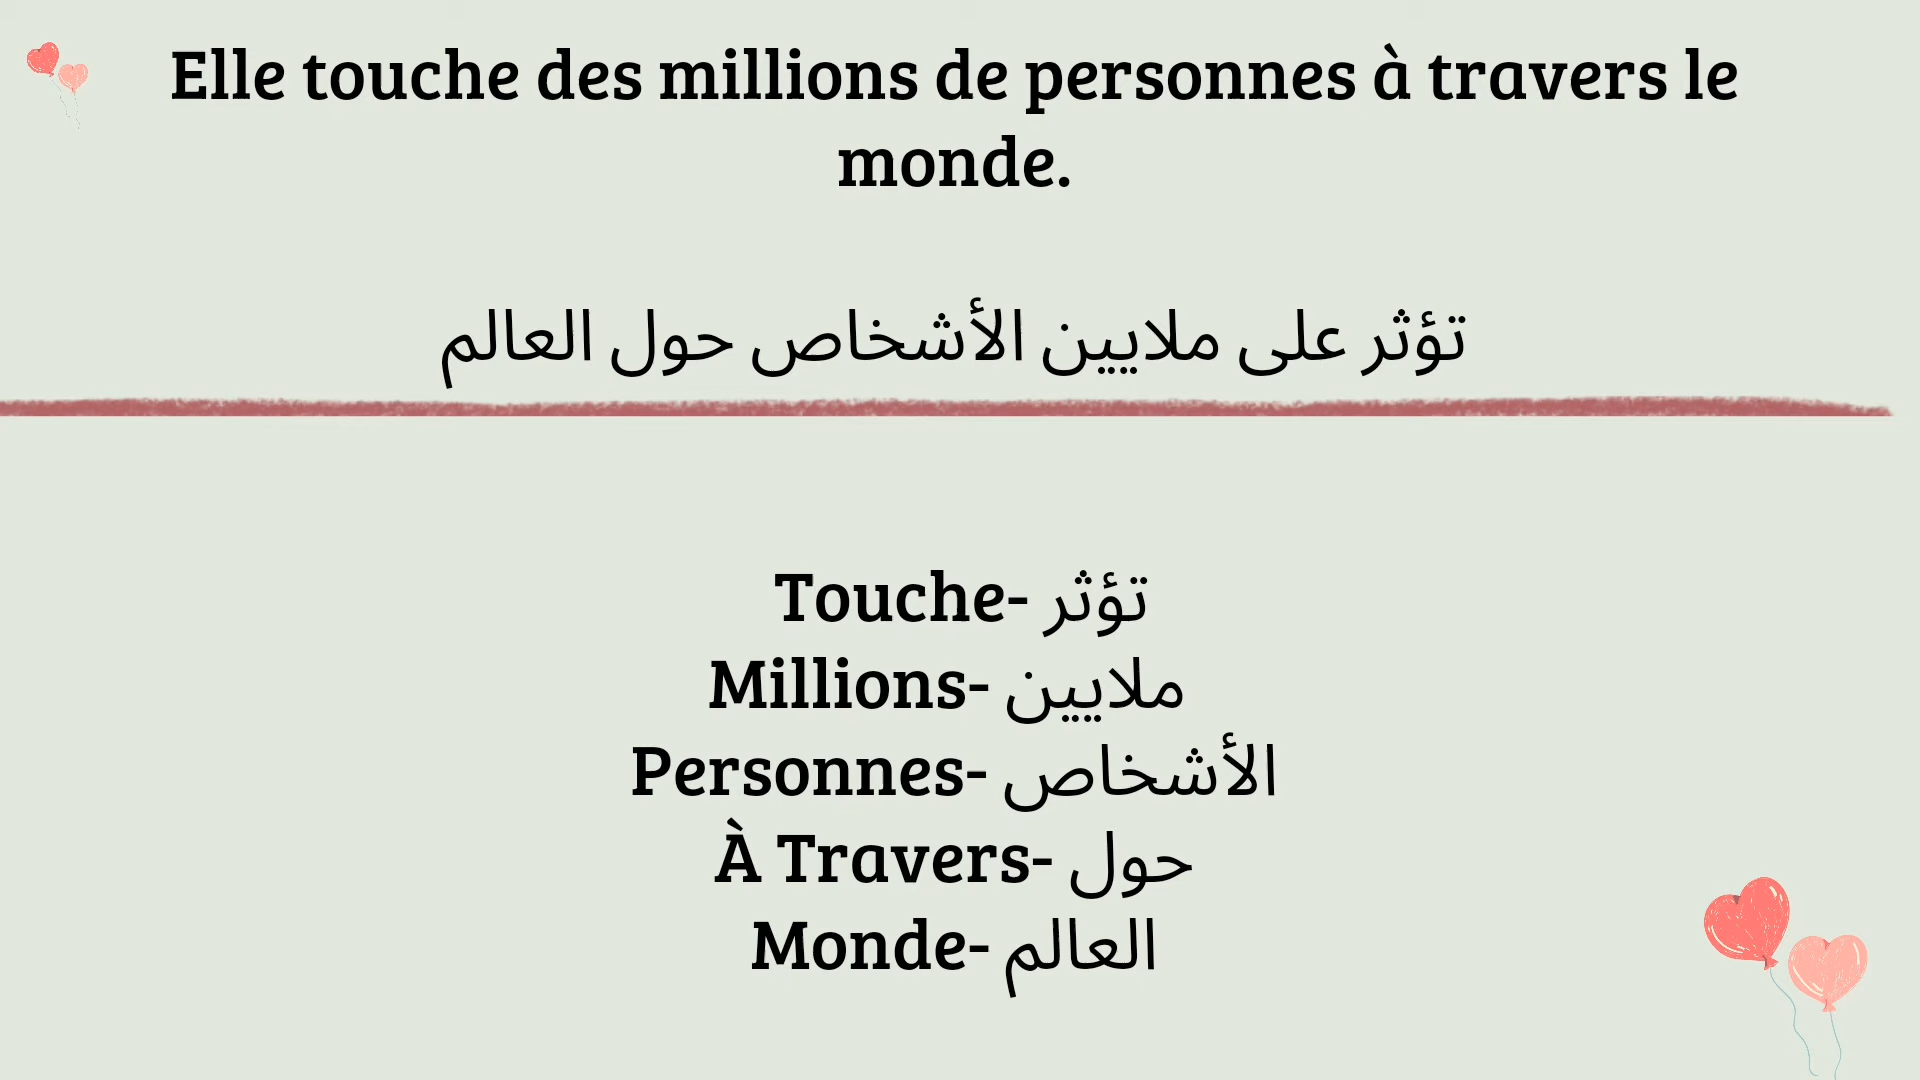 Elle touche des millions de personnes à travers le
monde.
تؤثر على ملايين الأشخاص حول العالم
Touche- تؤثر
Millions- ملايين
Personnes- الأشخاص
À Travers- حول
Monde- العالم